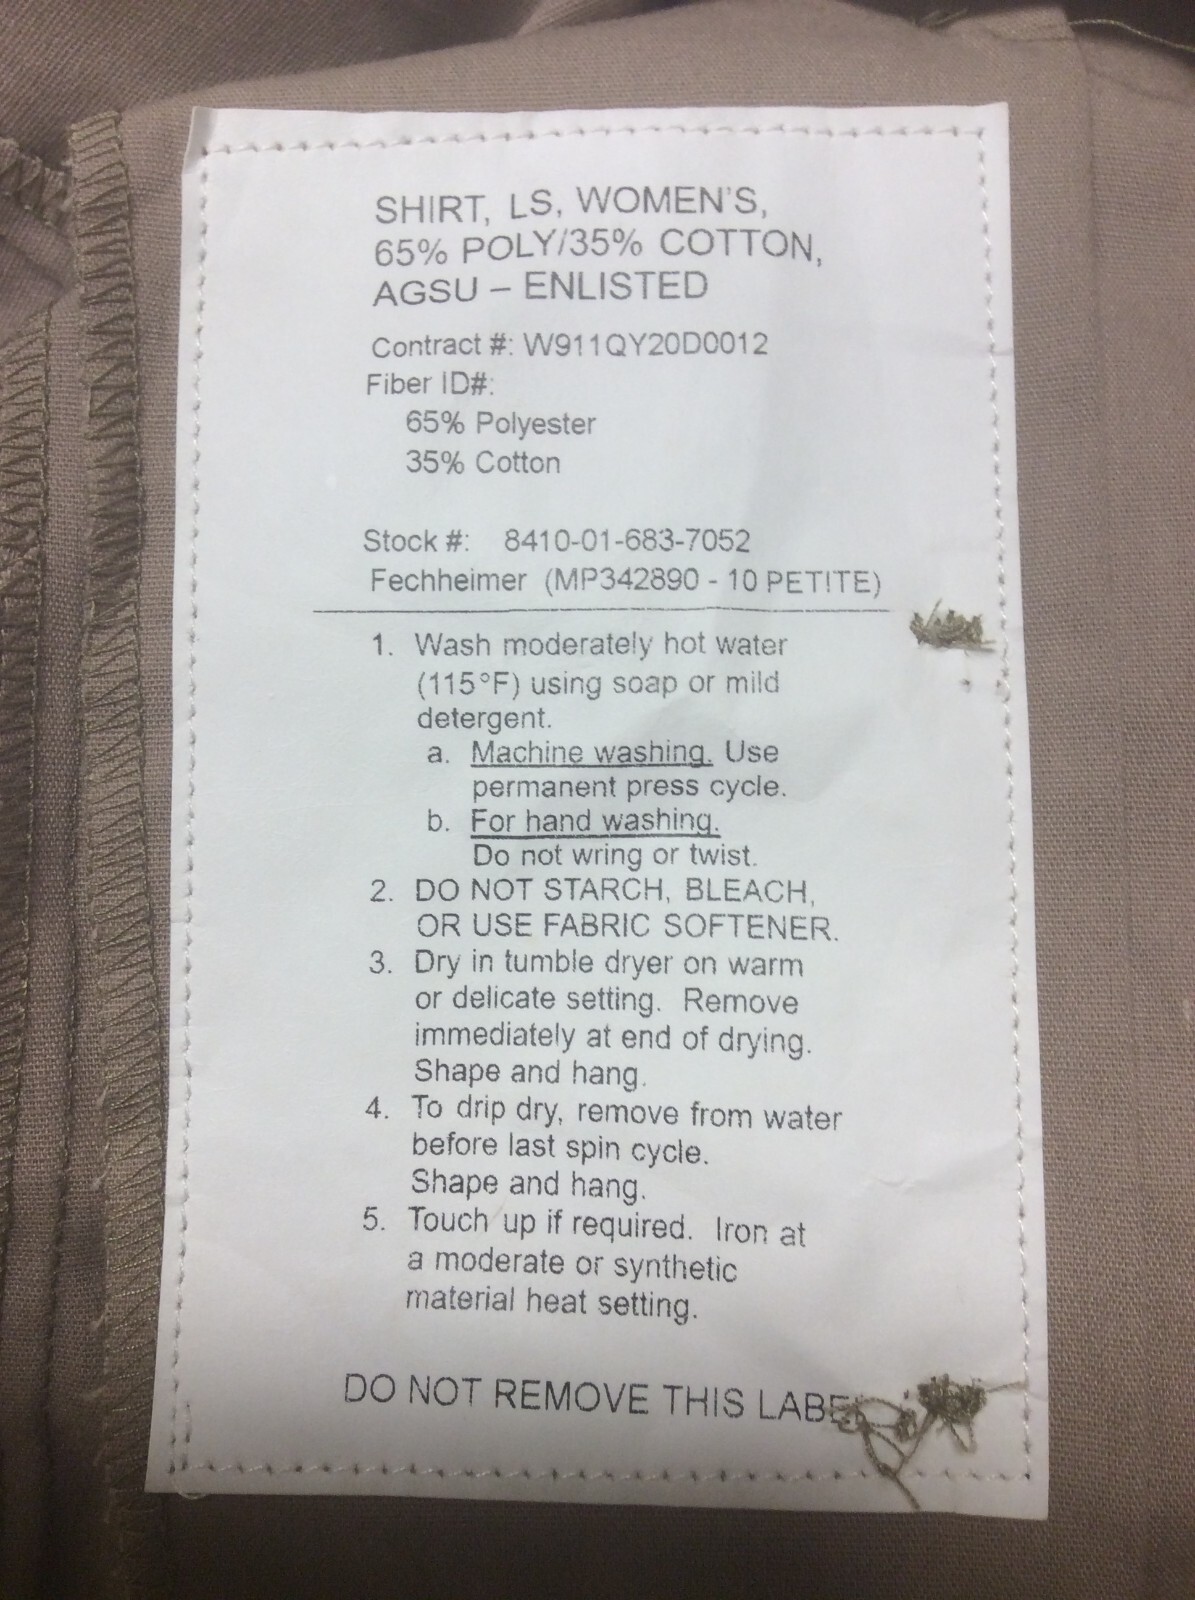 SHIRT, LS, WOMEN'S,
65% POLY/35% COTTON,
AGSU – ENLISTED
Contract #: W911QY20D0012
Fiber ID#:
65% Polyester
35% Cotton
Stock #: 8410-01-683-7052
Fechheimer (MP342890 - 10 PETITE)
1. Wash moderately hot water
(115°F) using soap or mild
detergent.
a. Machine washing. Use
permanent press cycle.
b. For hand washing.
Do not wring or twist.
2. DO NOT STARCH, BLEACH,
OR USE FABRIC SOFTENER.
3. Dry in tumble dryer on warm
or delicate setting. Remove
immediately at end of drying.
Shape and hang.
4. To drip dry, remove from water
before last spin cycle.
Shape and hang.
5. Touch up if required. Iron at
a moderate or synthetic
material heat setting.
DO NOT REMOVE THIS LABEL